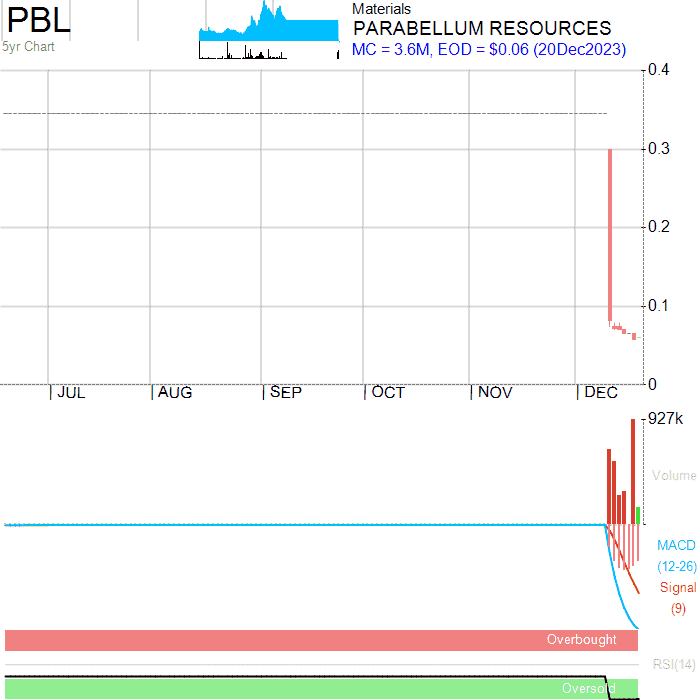 PBL
5yr Chart
Materials
PARABELLUM RESOURCES
MC = 3.6M, EOD = $0.06 (20Dec2023)
0.4
0.3
0.2
0.1
0
JUL AUG SEP OCT NOV DEC
927k
Volume
MACD
(12-26)
Signal
(9)
Overbought
RSI(14)
Oversold